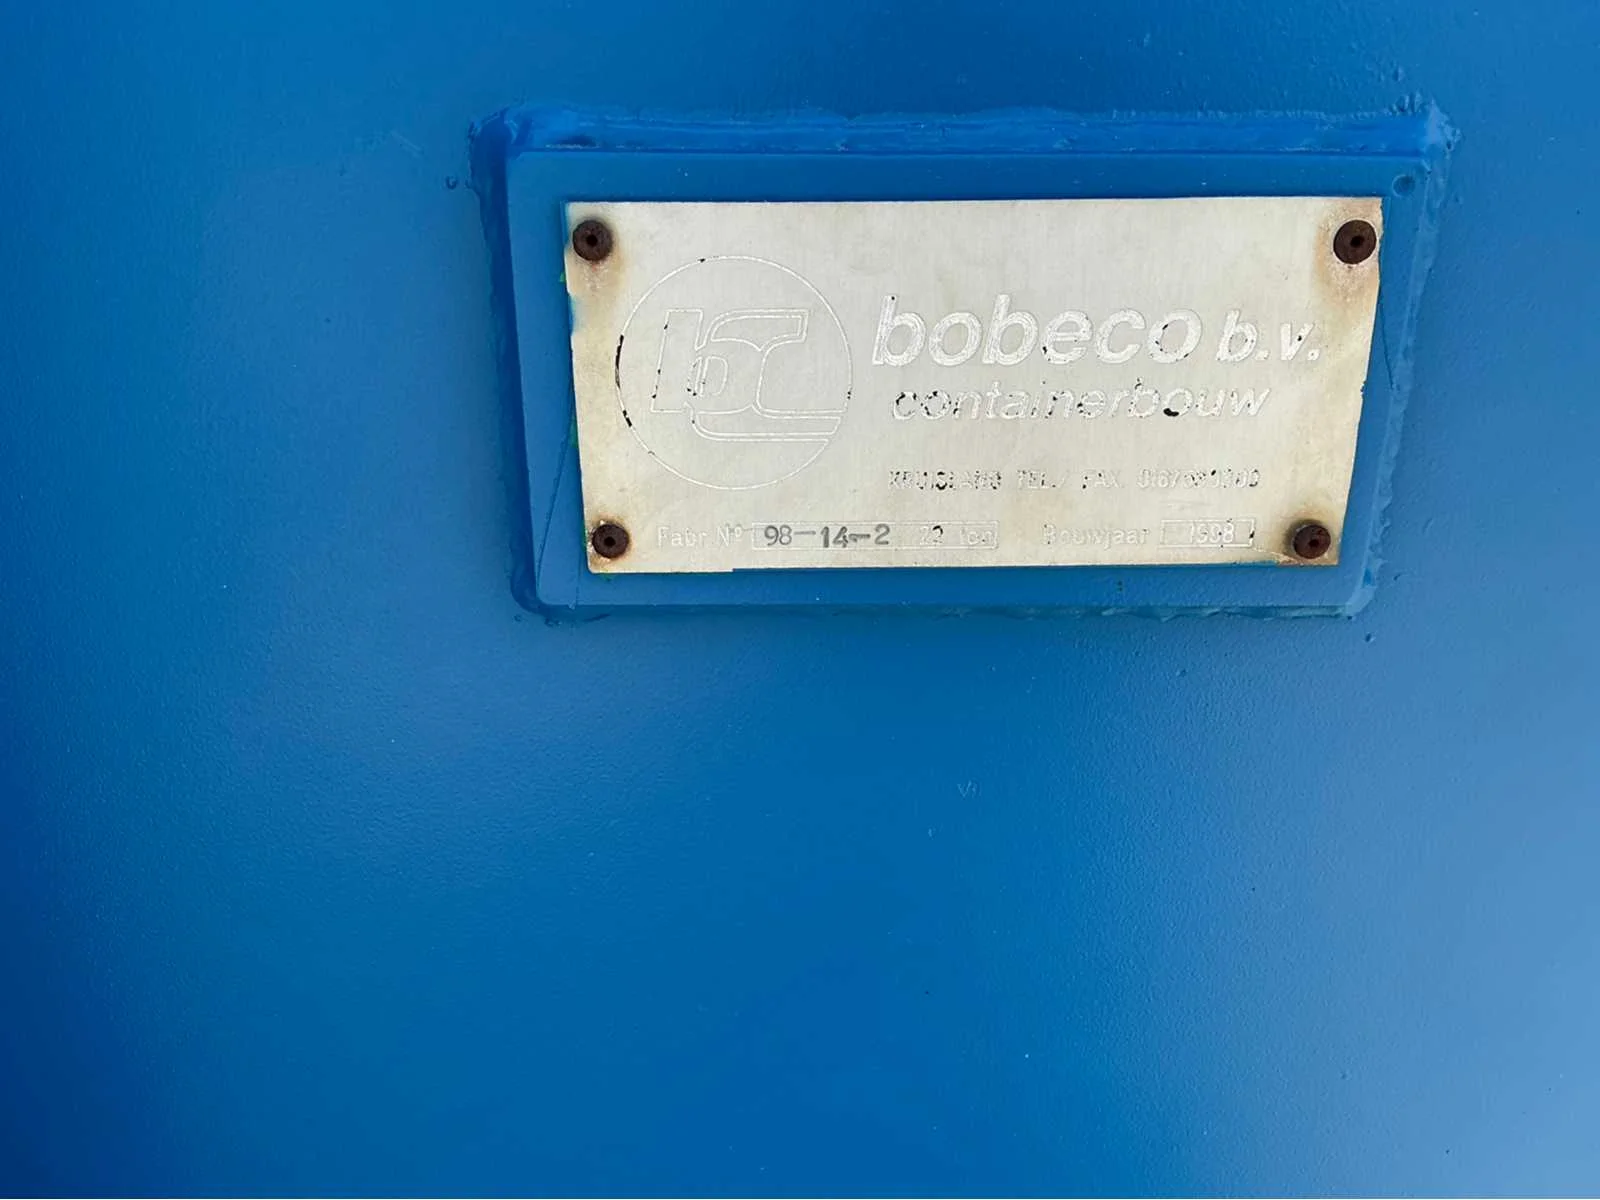 bobeco b.v.
containerbouw
KRUISLAND TEL./ FAX.
Fabr Nº 98-14-2 22 ton Bouwjaar 1998